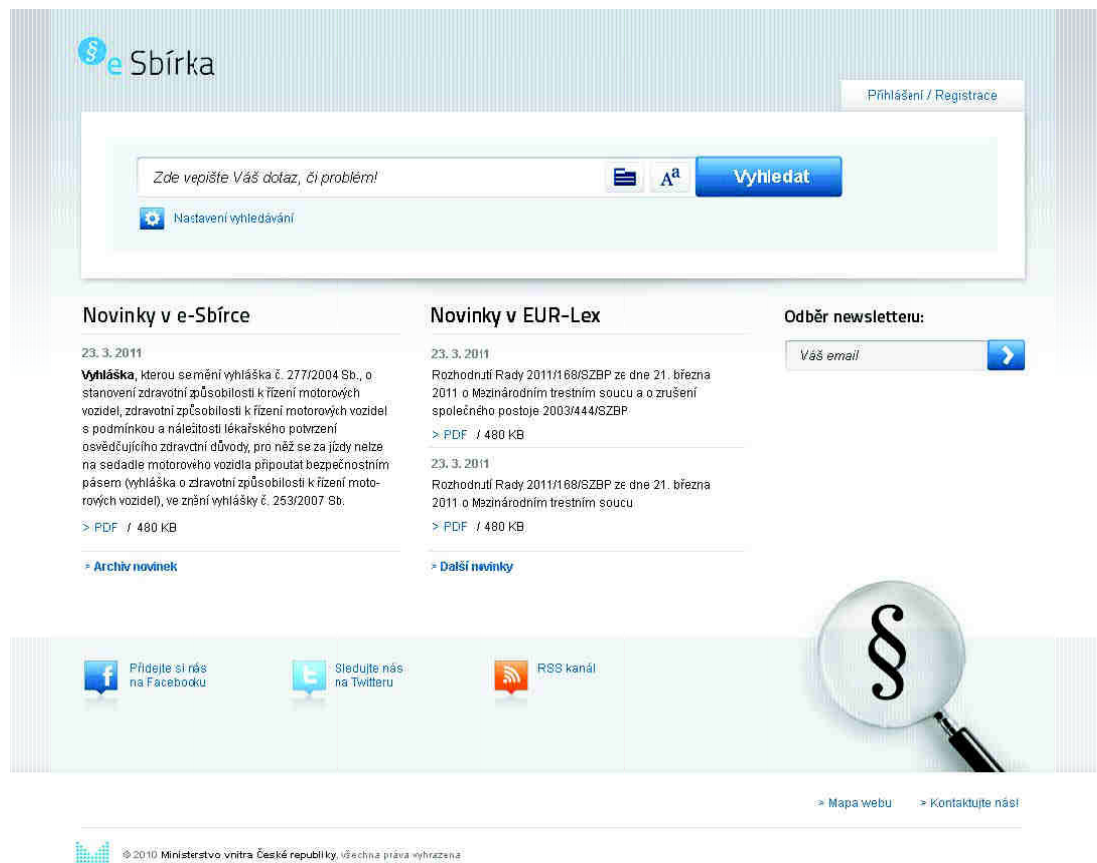 § e Sbírka
Přihlášení / Registrace
Zde vepište Váš dotaz, či problém!
Aa
Vyhledat
Nastavení vyhledávání
Novinky v e-Sbírce
23. 3. 2011
Vyhláška, kterou se mění vyhláška č. 277/2004 Sb., o
stanovení zdravotní způsobilosti k řízení motorových
vozidel, zdravotní způsobilosti k řízení motorových vozidel
s podmínkou a náležitosti lékařského potvrzení
osvědčujícího zdravotní důvody, pro něž se za jízdy nelze
na sedadle motorového vozidla připoutat bezpečnostním
pásem (vyhláška o zdravotní způsobilosti k řízení moto-
rových vozidel), ve znění vyhlášky č. 253/2007 Sb.
> PDF / 480 KB
> Archiv novinek
Novinky v EUR-Lex
23. 3. 2011
Rozhodnutí Rady 2011/168/SZBP ze dne 21. března
2011 o Mezinárodním trestním soucu a o zrušení
společného postoje 2003/444/SZBP
> PDF / 480 KB
23. 3. 2011
Rozhodnutí Rady 2011/168/SZBP ze dne 21. března
2011 o Mezinárodním trestním soucu
> PDF / 480 KB
> Další novinky
Odběr newsletteru:
Váš email
Přidejte si nás
na Facebooku
Sledujte nás
na Twitteru
RSS kanál
§
> Mapa webu
> Kontaktujte nás!
© 2010 Ministerstvo vnitra České republiky, všechna práva vyhrazena